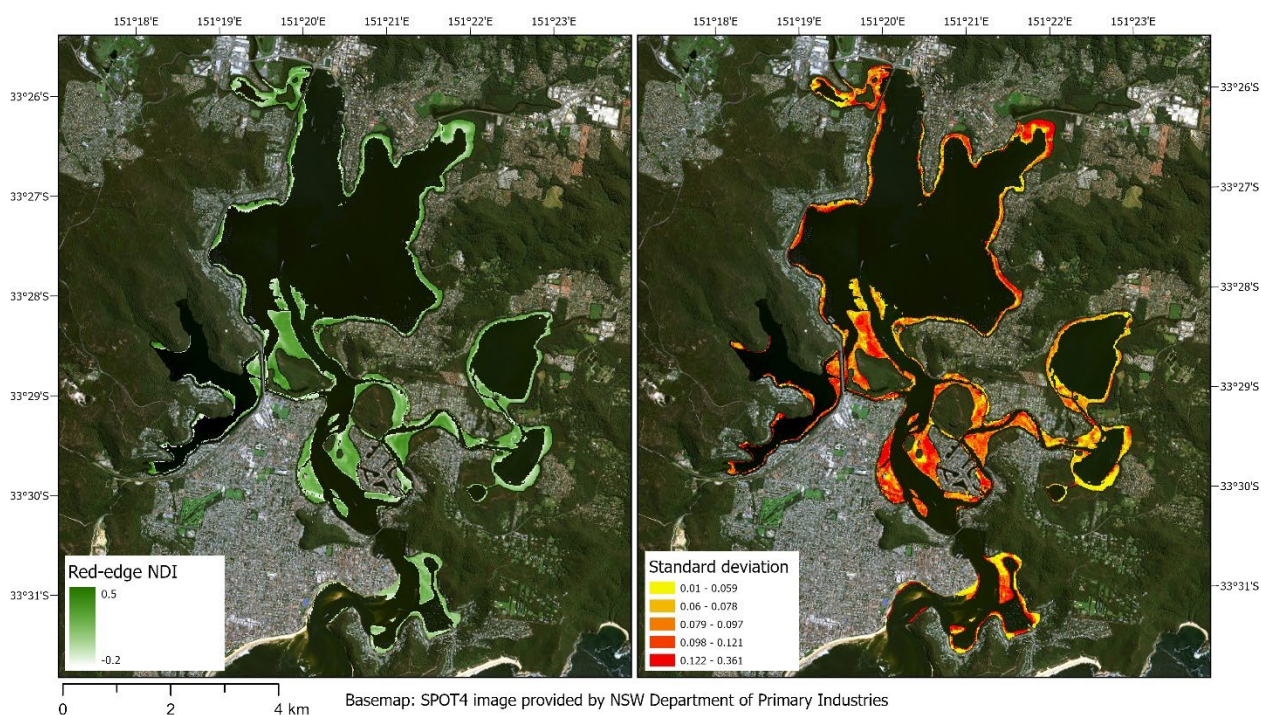 151°18'E 151°19'E 151°20'E 151°21'E 151°22'E 151°23'E
151°18'E 151°19'E 151°20'E 151°21'E 151°22'E 151°23'E
33°26'S
33°27'S
33°28'S
33°29'S
33°30'S
33°31'S
Red-edge NDI
0.5
-0.2
Standard deviation
0.01 - 0.059
0.06 - 0.078
0.079 - 0.097
0.098 - 0.121
0.122 - 0.361
33°26'S
33°27'S
33°28'S
33°29'S
33°30'S
33°31'S
0 2 4 km
Basemap: SPOT4 image provided by NSW Department of Primary Industries